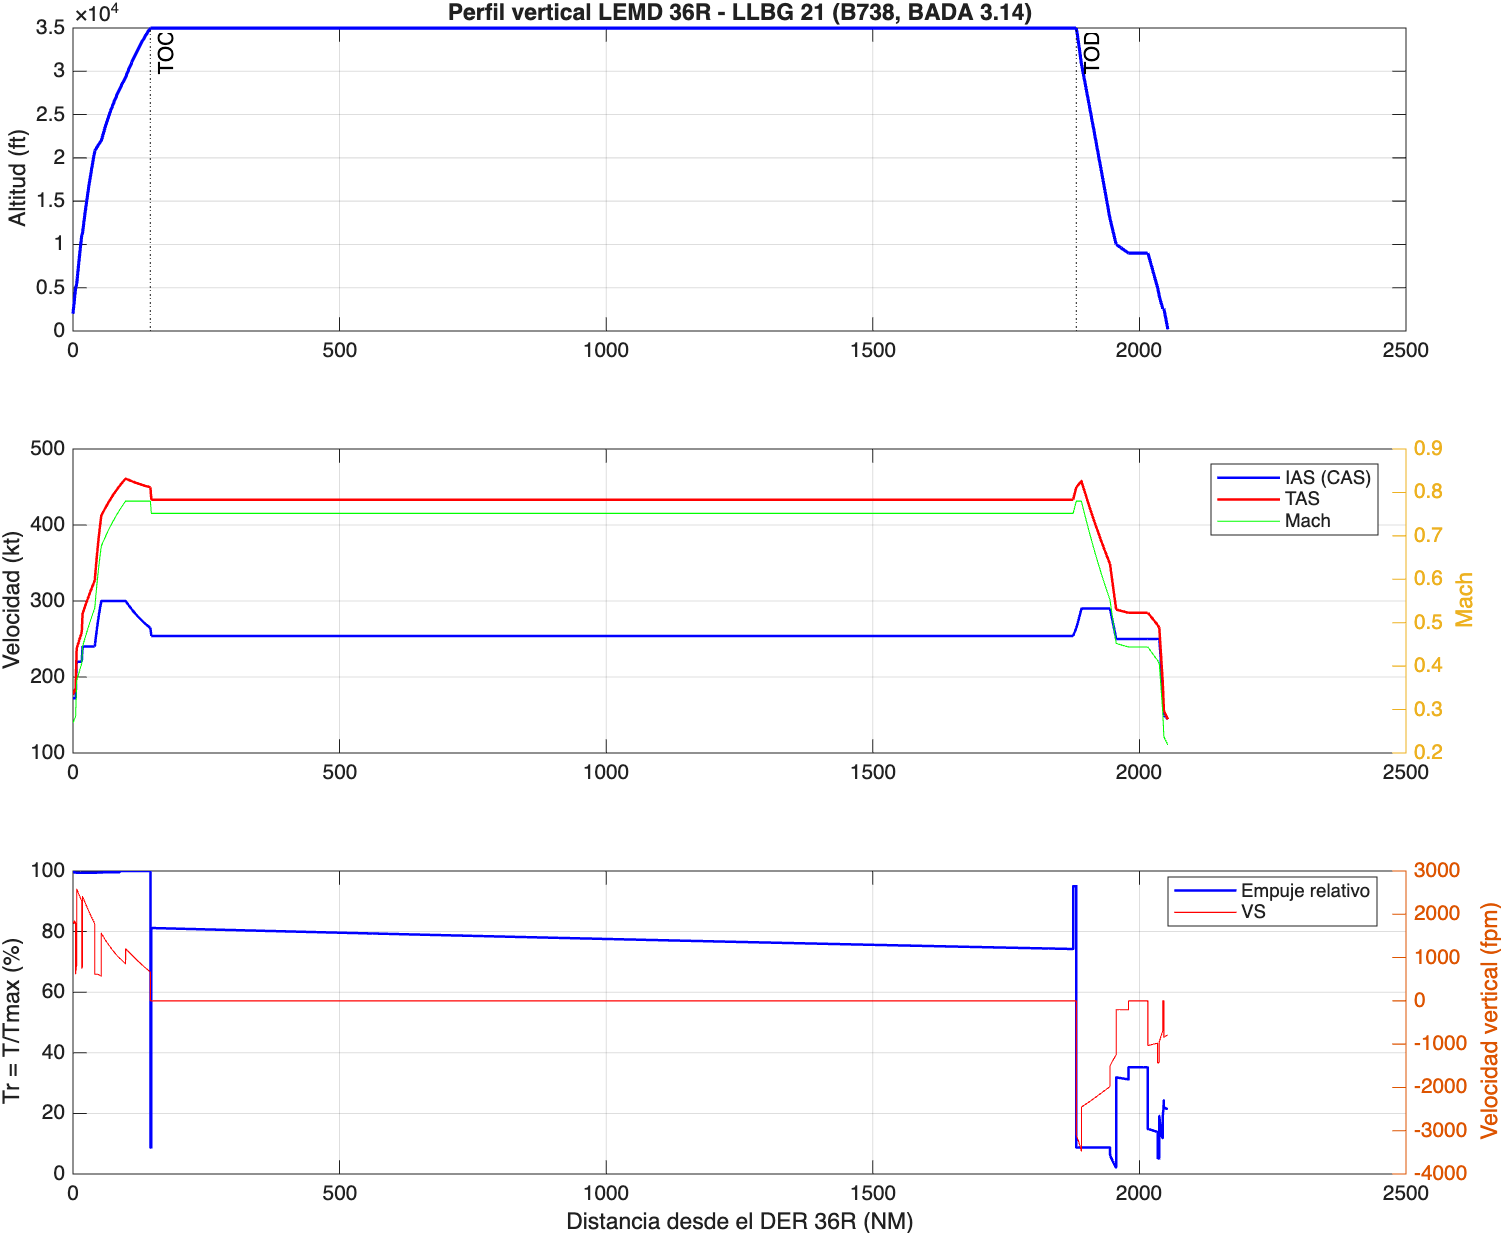 Perfil vertical LEMD 36R - LLBG 21 (B738, BADA 3.14)
×10⁴
3.5
3
2.5
2
1.5
1
0.5
0
Altitud (ft)
TOC
TOD
0 500 1000 1500 2000 2500
500
400
300
200
100
Velocidad (kt)
IAS (CAS)
TAS
Mach
0.9
0.8
0.7
0.6
0.5
0.4
0.3
0.2
Mach
0 500 1000 1500 2000 2500
100
80
60
40
20
0
Tr = T/Tmax (%)
Empuje relativo
VS
3000
2000
1000
0
-1000
-2000
-3000
-4000
Velocidad vertical (fpm)
0 500 1000 1500 2000 2500
Distancia desde el DER 36R (NM)